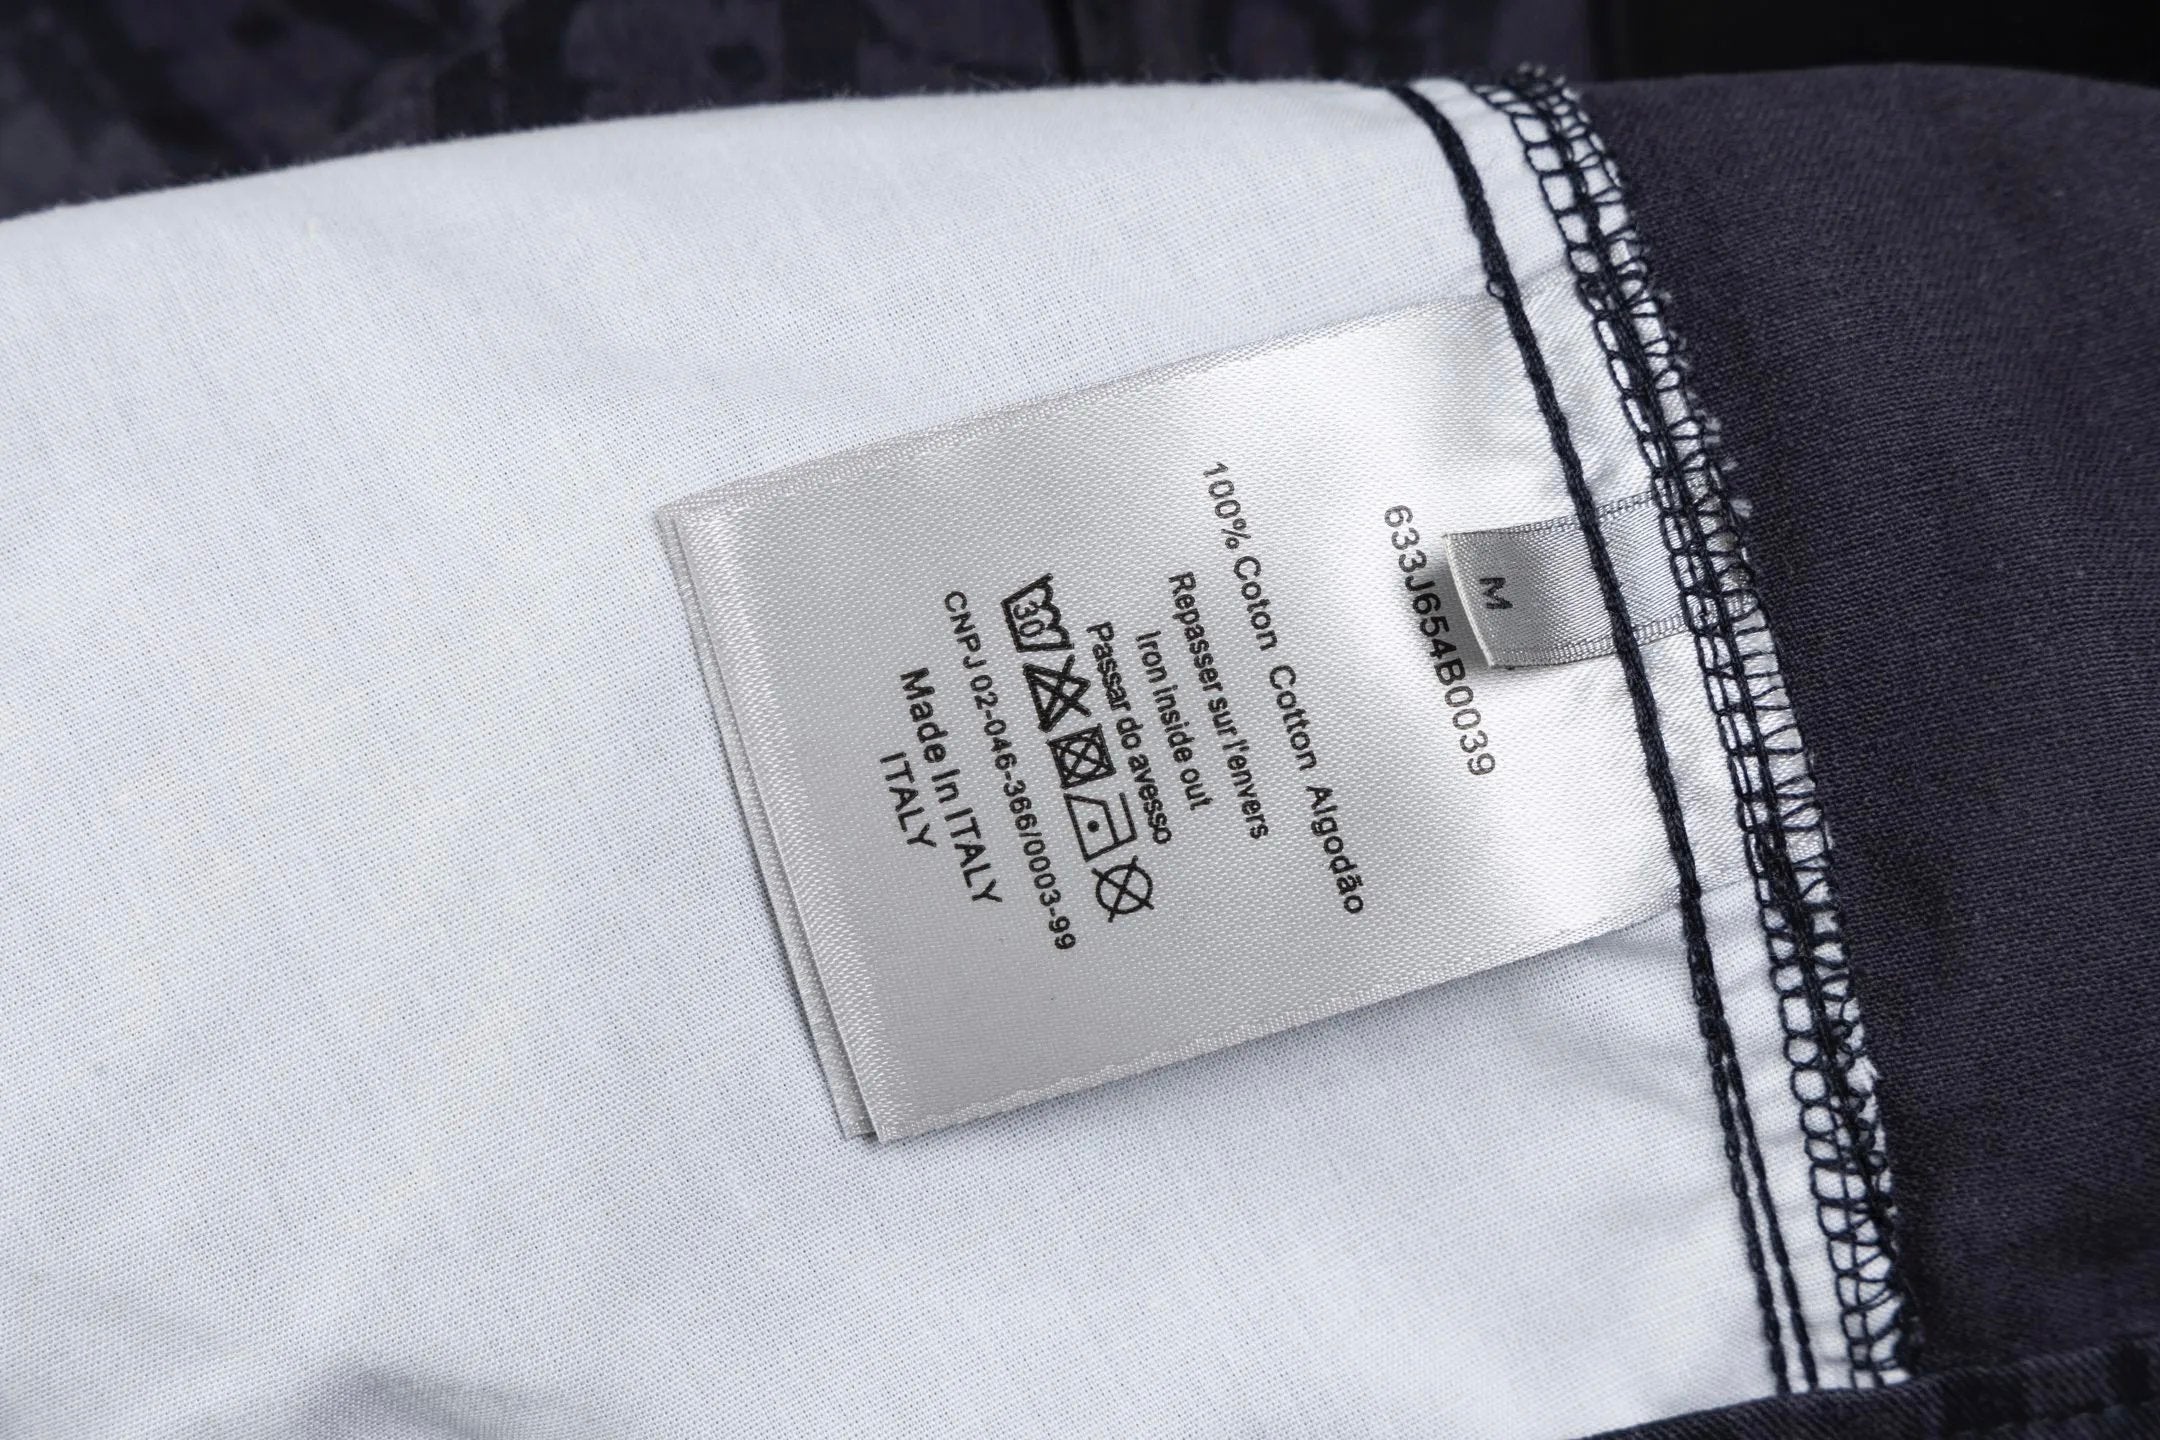 M
633J654B0039
100% Coton Cotton Algodão
Repasser sur l'envers
Iron inside out
Passar do avesso
30
CNPJ 02-046-366/0003-99
Made In ITALY
ITALY